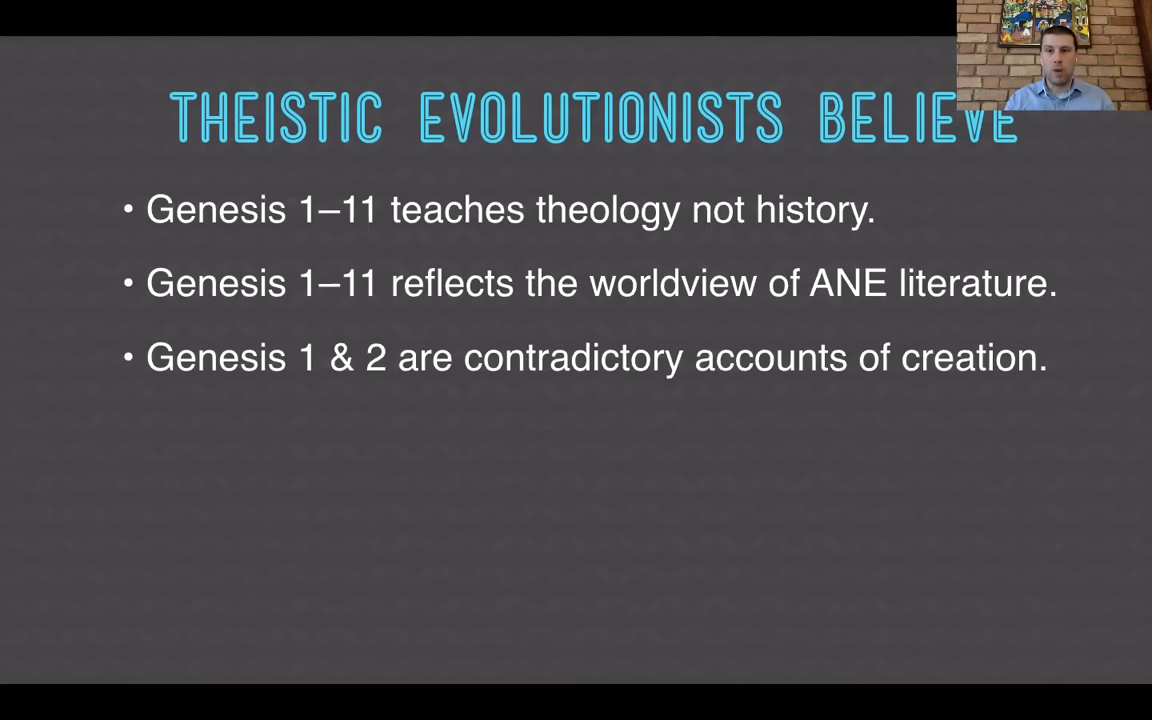 THEISTIC EVOLUTIONISTS BELIEVE
• Genesis 1–11 teaches theology not history.
• Genesis 1–11 reflects the worldview of ANE literature.
• Genesis 1 & 2 are contradictory accounts of creation.